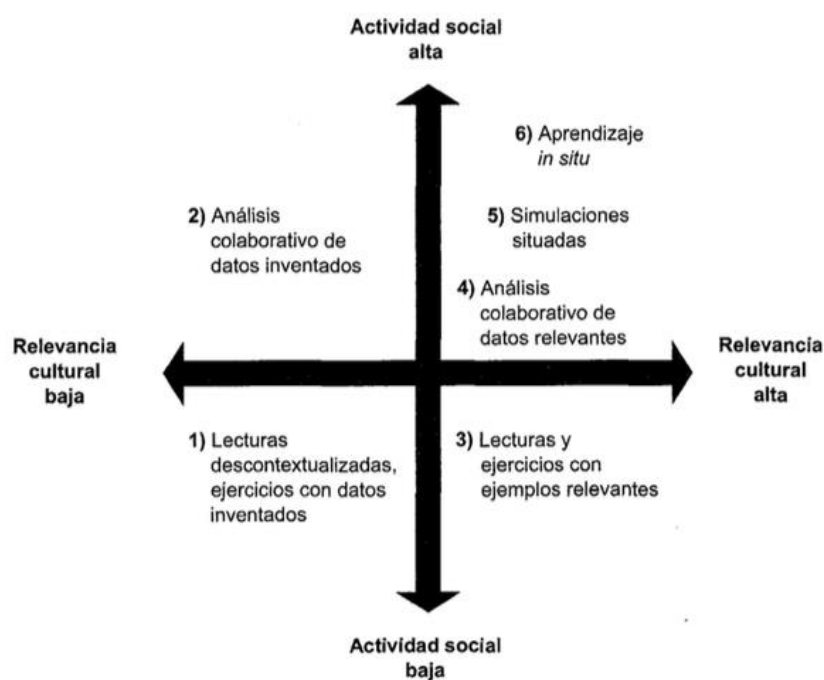 Actividad social
alta
6) Aprendizaje
in situ
2) Análisis
colaborativo de
datos inventados
5) Simulaciones
situadas
4) Análisis
colaborativo de
datos relevantes
Relevancia
cultural
baja
Relevancia
cultural
alta
1) Lecturas
descontextualizadas,
ejercicios con datos
inventados
3) Lecturas y
ejercicios con
ejemplos relevantes
Actividad social
baja